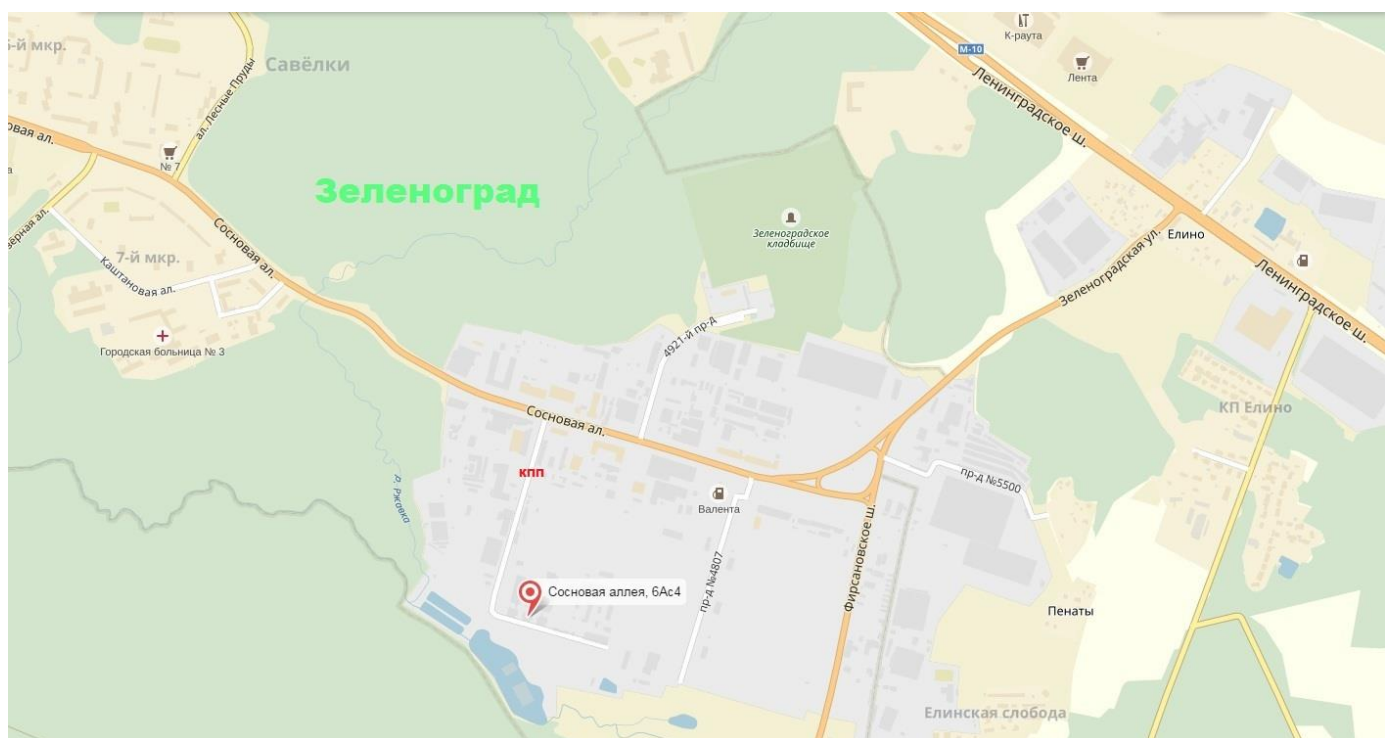 К-раута
5-й мкр.
М-10
Савёлки
Лента
ал. Лесные Пруды
Ленинградское ш.
овая ал.
№ 7
Зеленоград
Зеленоградское
кладбище
Елино
Сосновая ал.
Зеленоградская ул.
7-й мкр.
Каштановая ал.
Ленинградское ш.
4921-й пр-д
Городская больница № 3
КП Елино
Сосновая ал.
кпп
пр-д №5500
р. Ржавка
Валента
Фирсановское ш.
пр-д №4807
Сосновая аллея, 6Ас4
Пенаты
Елинская слобода